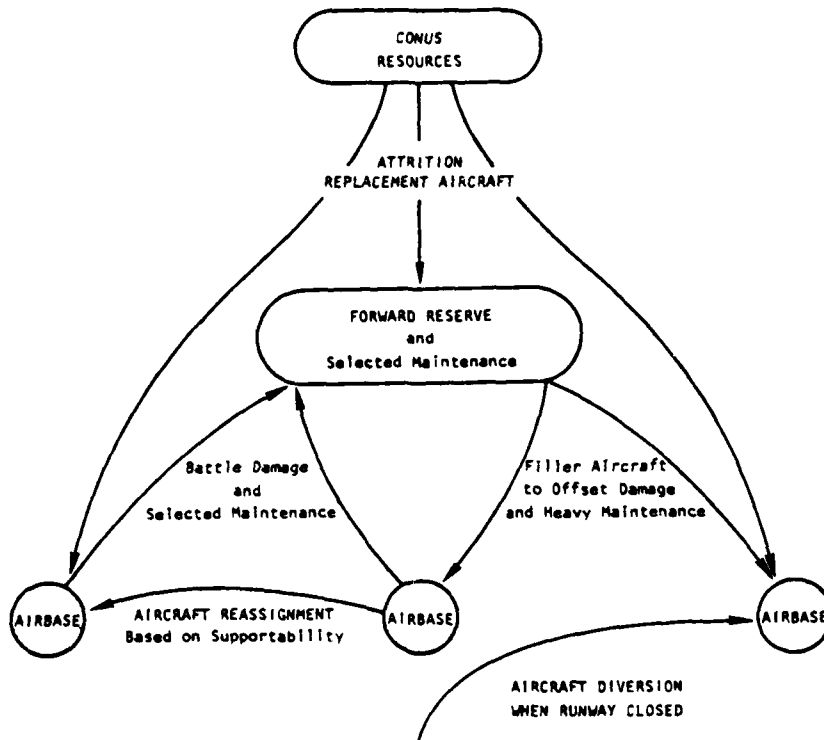 CONUS
RESOURCES
ATTRITION
REPLACEMENT AIRCRAFT
FORWARD RESERVE
and
Selected Maintenance
Battle Damage
and
Selected Maintenance
Filler Aircraft
to Offset Damage
and Heavy Maintenance
AIRBASE
AIRCRAFT REASSIGNMENT
Based on Supportability
AIRBASE
AIRBASE
AIRCRAFT DIVERSION
WHEN RUNWAY CLOSED